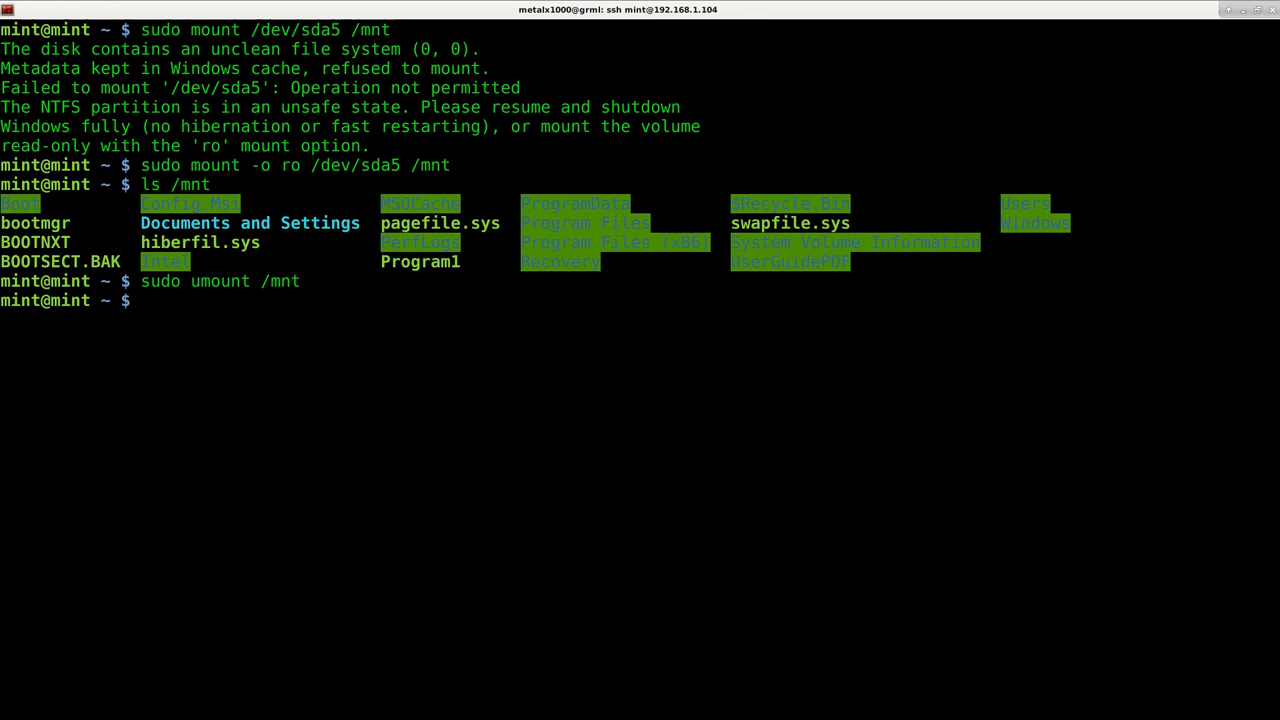 metalx1000@grml: ssh mint@192.168.1.104
mint@mint ~ $ sudo mount /dev/sda5 /mnt
The disk contains an unclean file system (0, 0).
Metadata kept in Windows cache, refused to mount.
Failed to mount '/dev/sda5': Operation not permitted
The NTFS partition is in an unsafe state. Please resume and shutdown
Windows fully (no hibernation or fast restarting), or mount the volume
read-only with the 'ro' mount option.
mint@mint ~ $ sudo mount -o ro /dev/sda5 /mnt
mint@mint ~ $ ls /mnt
Boot Config.Msi MSOCache ProgramData $Recycle.Bin Users
bootmgr Documents and Settings pagefile.sys Program Files swapfile.sys Windows
BOOTNXT hiberfil.sys PerfLogs Program Files (x86) System Volume Information
BOOTSECT.BAK Intel Program1 Recovery UserGuidePDF
mint@mint ~ $ sudo umount /mnt
mint@mint ~ $